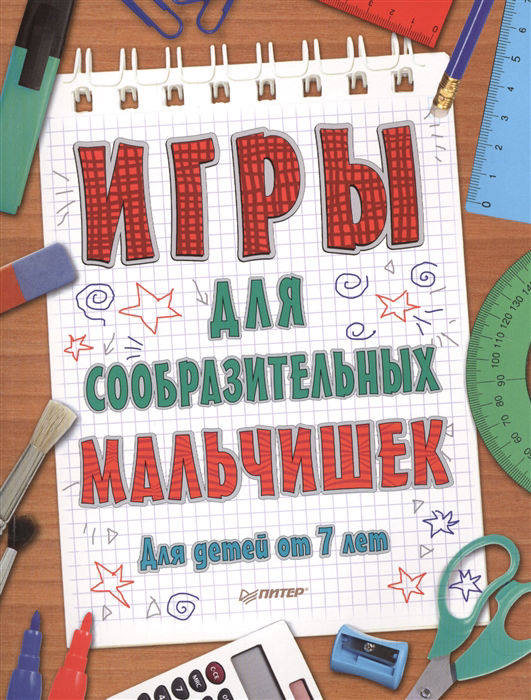 ИГРЫ
ДЛЯ
СООБРАЗИТЕЛЬНЫХ
МАЛЬЧИШЕК
Для детей от 7 лет
ПИТЕР®